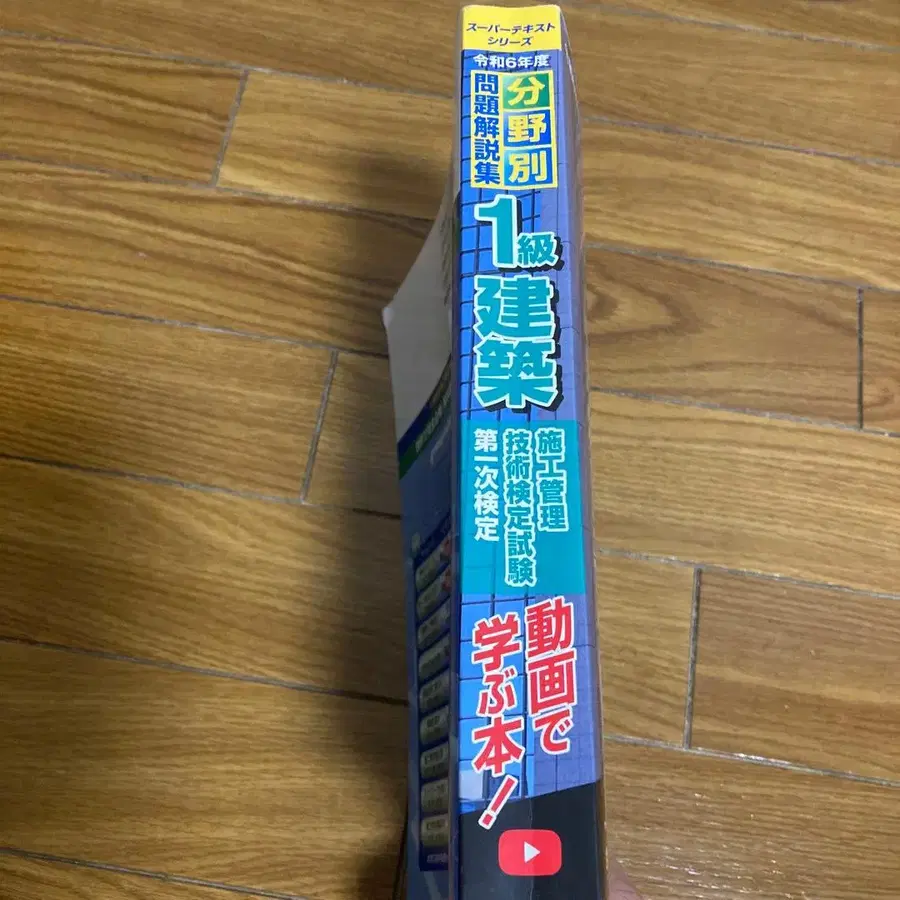 スーパーテキスト
シリーズ
令和6年度
分野別
問題解説集
1級
建築
施工管理
技術検定試験
第一次検定
動画で
学ぶ本!